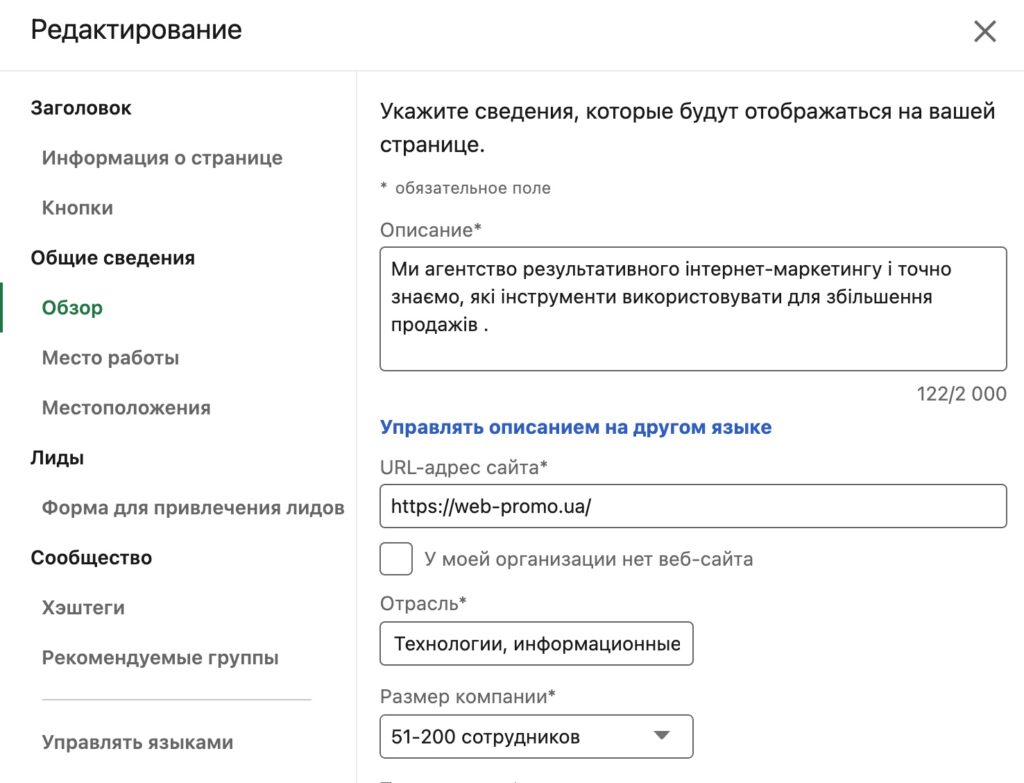 Редактирование
Заголовок
Информация о странице
Кнопки
Общие сведения
Обзор
Место работы
Местоположения
Лиды
Форма для привлечения лидов
Сообщество
Хэштеги
Рекомендуемые группы
Управлять языками
Укажите сведения, которые будут отображаться на вашей
странице.
* обязательное поле
Описание*
Ми агентство результативного інтернет-маркетингу і точно
знаємо, які інструменти використовувати для збільшення
продажів .
122/2 000
Управлять описанием на другом языке
URL-адрес сайта*
https://web-promo.ua/
У моей организации нет веб-сайта
Отрасль*
Технологии, информационные
Размер компании*
51-200 сотрудников